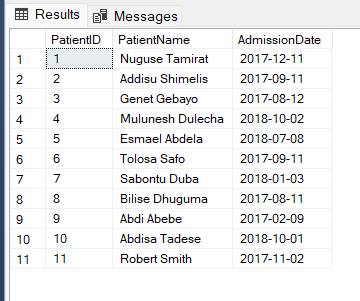 Results Messages
PatientID PatientName AdmissionDate
1 1 Nuguse Tamirat 2017-12-11
2 2 Addisu Shimelis 2017-09-11
3 3 Genet Gebayo 2017-08-12
4 4 Mulunesh Dulecha 2018-10-02
5 5 Esmael Abdela 2018-07-08
6 6 Tolosa Safo 2017-09-11
7 7 Sabontu Duba 2018-01-03
8 8 Bilise Dhuguma 2017-08-11
9 9 Abdi Abebe 2017-02-09
10 10 Abdisa Tadese 2018-10-01
11 11 Robert Smith 2017-11-02